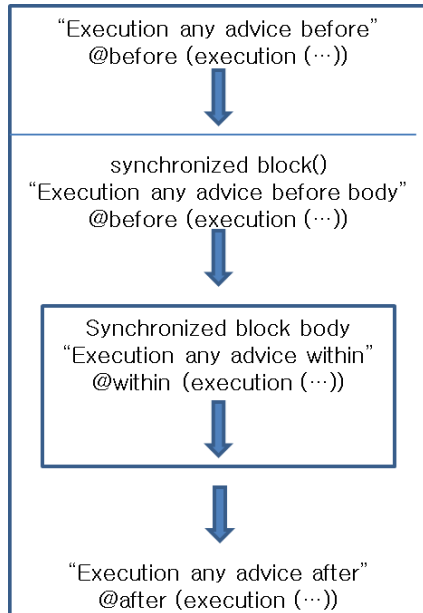 “Execution any advice before”
@before (execution (⋯))
synchronized block()
“Execution any advice before body”
@before (execution (⋯))
Synchronized block body
“Execution any advice within”
@within (execution (⋯))
“Execution any advice after”
@after (execution (⋯))